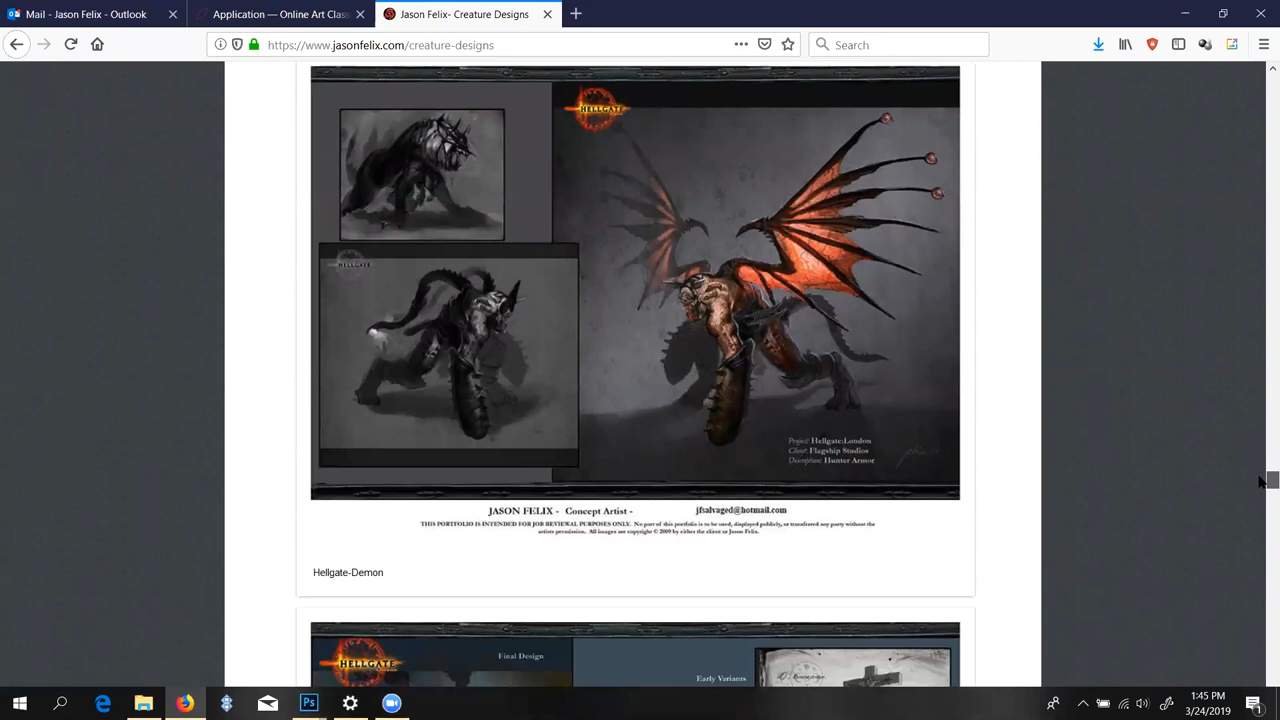 Mail - Jason Felix - Outlook
Application — Online Art Class
Jason Felix- Creature Designs
https://www.jasonfelix.com/creature-designs
Search
HELLGATE
HELLGATE
Project: Hellgate:London
Client: Flagship Studios
Description: Hunter Armor
JASON FELIX - Concept Artist - jfsalvaged@hotmail.com
THIS PORTFOLIO IS INTENDED FOR JOB REVIEWAL PURPOSES ONLY. No part of this portfolio is to be used, displayed publicly, or transferred any party without the
artists permission. All images are copyright © 2009 by either the client or Jason Felix.
Hellgate-Demon
HELLGATE
Final Design
Early Variants
Ps
1:45 PM
3/24/2019
1